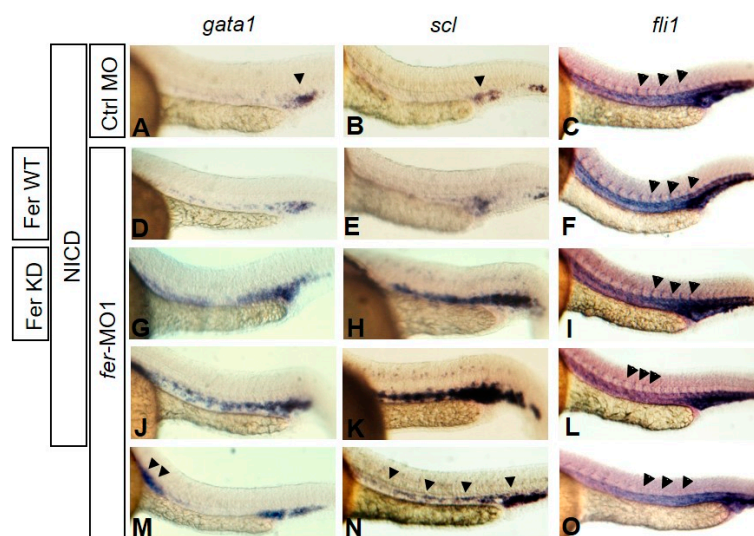 gata1 scl fli1
Ctrl MO
A B C
Fer WT
D E F
NICD
Fer KD
G H I
fer-MO1
J K L
M N O